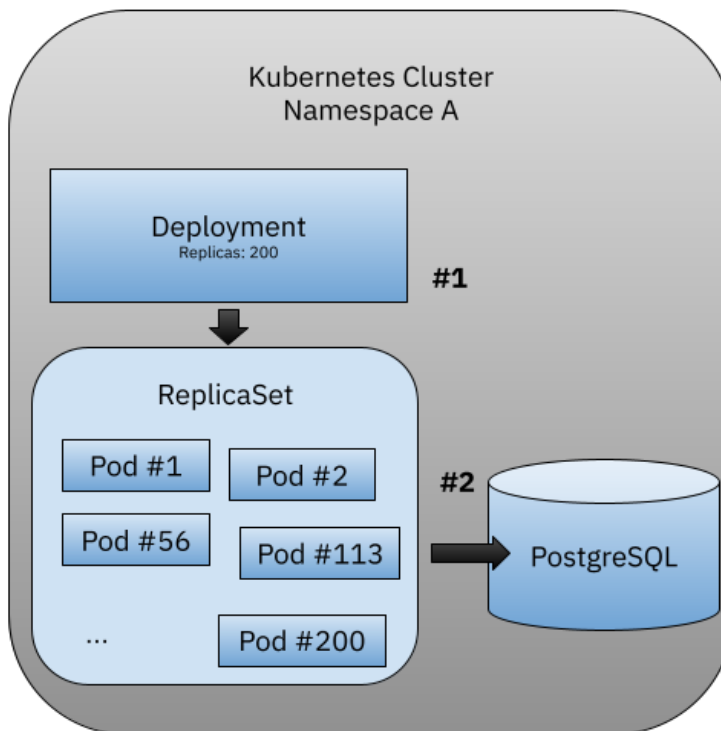 Kubernetes Cluster
Namespace A
Deployment
Replicas: 200
#1
ReplicaSet
Pod #1
Pod #2
#2
Pod #56
Pod #113
PostgreSQL
...
Pod #200